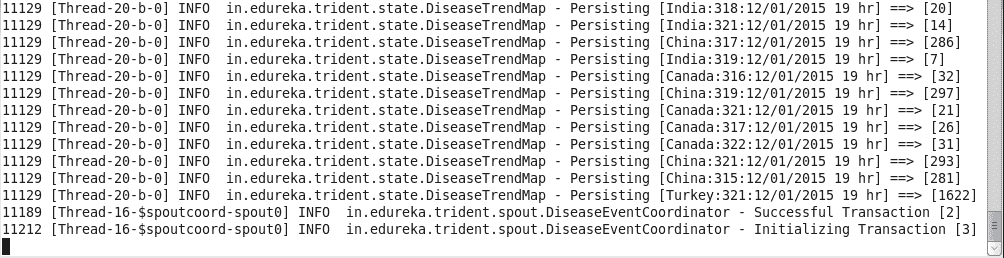 11129 [Thread-20-b-0] INFO  in.edureka.trident.state.DiseaseTrendMap - Persisting [India:318:12/01/2015 19 hr] ==> [20]
11129 [Thread-20-b-0] INFO  in.edureka.trident.state.DiseaseTrendMap - Persisting [India:321:12/01/2015 19 hr] ==> [14]
11129 [Thread-20-b-0] INFO  in.edureka.trident.state.DiseaseTrendMap - Persisting [China:317:12/01/2015 19 hr] ==> [286]
11129 [Thread-20-b-0] INFO  in.edureka.trident.state.DiseaseTrendMap - Persisting [India:319:12/01/2015 19 hr] ==> [7]
11129 [Thread-20-b-0] INFO  in.edureka.trident.state.DiseaseTrendMap - Persisting [Canada:316:12/01/2015 19 hr] ==> [32]
11129 [Thread-20-b-0] INFO  in.edureka.trident.state.DiseaseTrendMap - Persisting [China:319:12/01/2015 19 hr] ==> [297]
11129 [Thread-20-b-0] INFO  in.edureka.trident.state.DiseaseTrendMap - Persisting [Canada:321:12/01/2015 19 hr] ==> [21]
11129 [Thread-20-b-0] INFO  in.edureka.trident.state.DiseaseTrendMap - Persisting [Canada:317:12/01/2015 19 hr] ==> [26]
11129 [Thread-20-b-0] INFO  in.edureka.trident.state.DiseaseTrendMap - Persisting [Canada:322:12/01/2015 19 hr] ==> [31]
11129 [Thread-20-b-0] INFO  in.edureka.trident.state.DiseaseTrendMap - Persisting [China:321:12/01/2015 19 hr] ==> [293]
11129 [Thread-20-b-0] INFO  in.edureka.trident.state.DiseaseTrendMap - Persisting [China:315:12/01/2015 19 hr] ==> [281]
11129 [Thread-20-b-0] INFO  in.edureka.trident.state.DiseaseTrendMap - Persisting [Turkey:321:12/01/2015 19 hr] ==> [1622]
11189 [Thread-16-$spoutcoord-spout0] INFO  in.edureka.trident.spout.DiseaseEventCoordinator - Successful Transaction [2]
11212 [Thread-16-$spoutcoord-spout0] INFO  in.edureka.trident.spout.DiseaseEventCoordinator - Initializing Transaction [3]